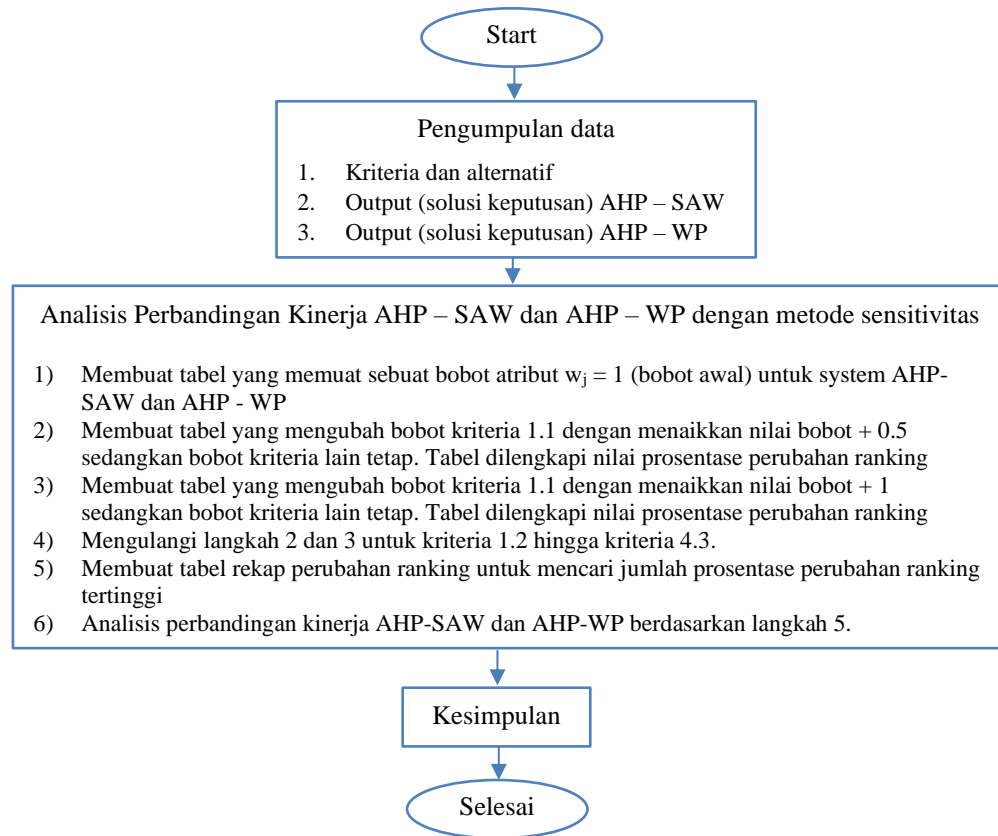 Start
Pengumpulan data
1. Kriteria dan alternatif
2. Output (solusi keputusan) AHP – SAW
3. Output (solusi keputusan) AHP – WP
Analisis Perbandingan Kinerja AHP – SAW dan AHP – WP dengan metode sensitivitas
1) Membuat tabel yang memuat sebuat bobot atribut wj = 1 (bobot awal) untuk system AHP-
SAW dan AHP - WP
2) Membuat tabel yang mengubah bobot kriteria 1.1 dengan menaikkan nilai bobot + 0.5
sedangkan bobot kriteria lain tetap. Tabel dilengkapi nilai prosentase perubahan ranking
3) Membuat tabel yang mengubah bobot kriteria 1.1 dengan menaikkan nilai bobot + 1
sedangkan bobot kriteria lain tetap. Tabel dilengkapi nilai prosentase perubahan ranking
4) Mengulangi langkah 2 dan 3 untuk kriteria 1.2 hingga kriteria 4.3.
5) Membuat tabel rekap perubahan ranking untuk mencari jumlah prosentase perubahan ranking
tertinggi
6) Analisis perbandingan kinerja AHP-SAW dan AHP-WP berdasarkan langkah 5.
Kesimpulan
Selesai